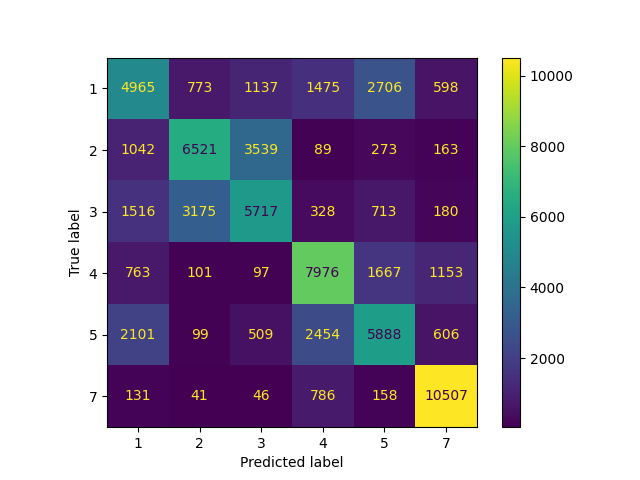 1 4965 773 1137 1475 2706 598
2 1042 6521 3539 89 273 163
3 1516 3175 5717 328 713 180
4 763 101 97 7976 1667 1153
5 2101 99 509 2454 5888 606
7 131 41 46 786 158 10507
1 2 3 4 5 7
Predicted label
True label
10000
8000
6000
4000
2000